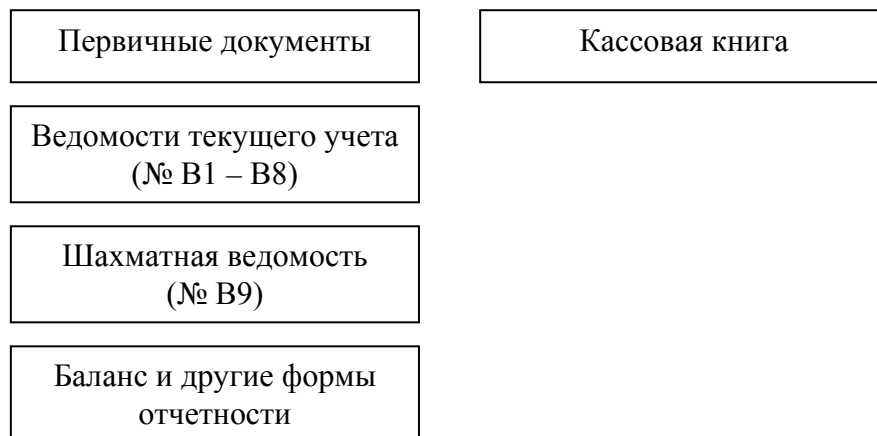 Первичные документы
Кассовая книга
Ведомости текущего учета
(№ В1 – В8)
Шахматная ведомость
(№ В9)
Баланс и другие формы
отчетности